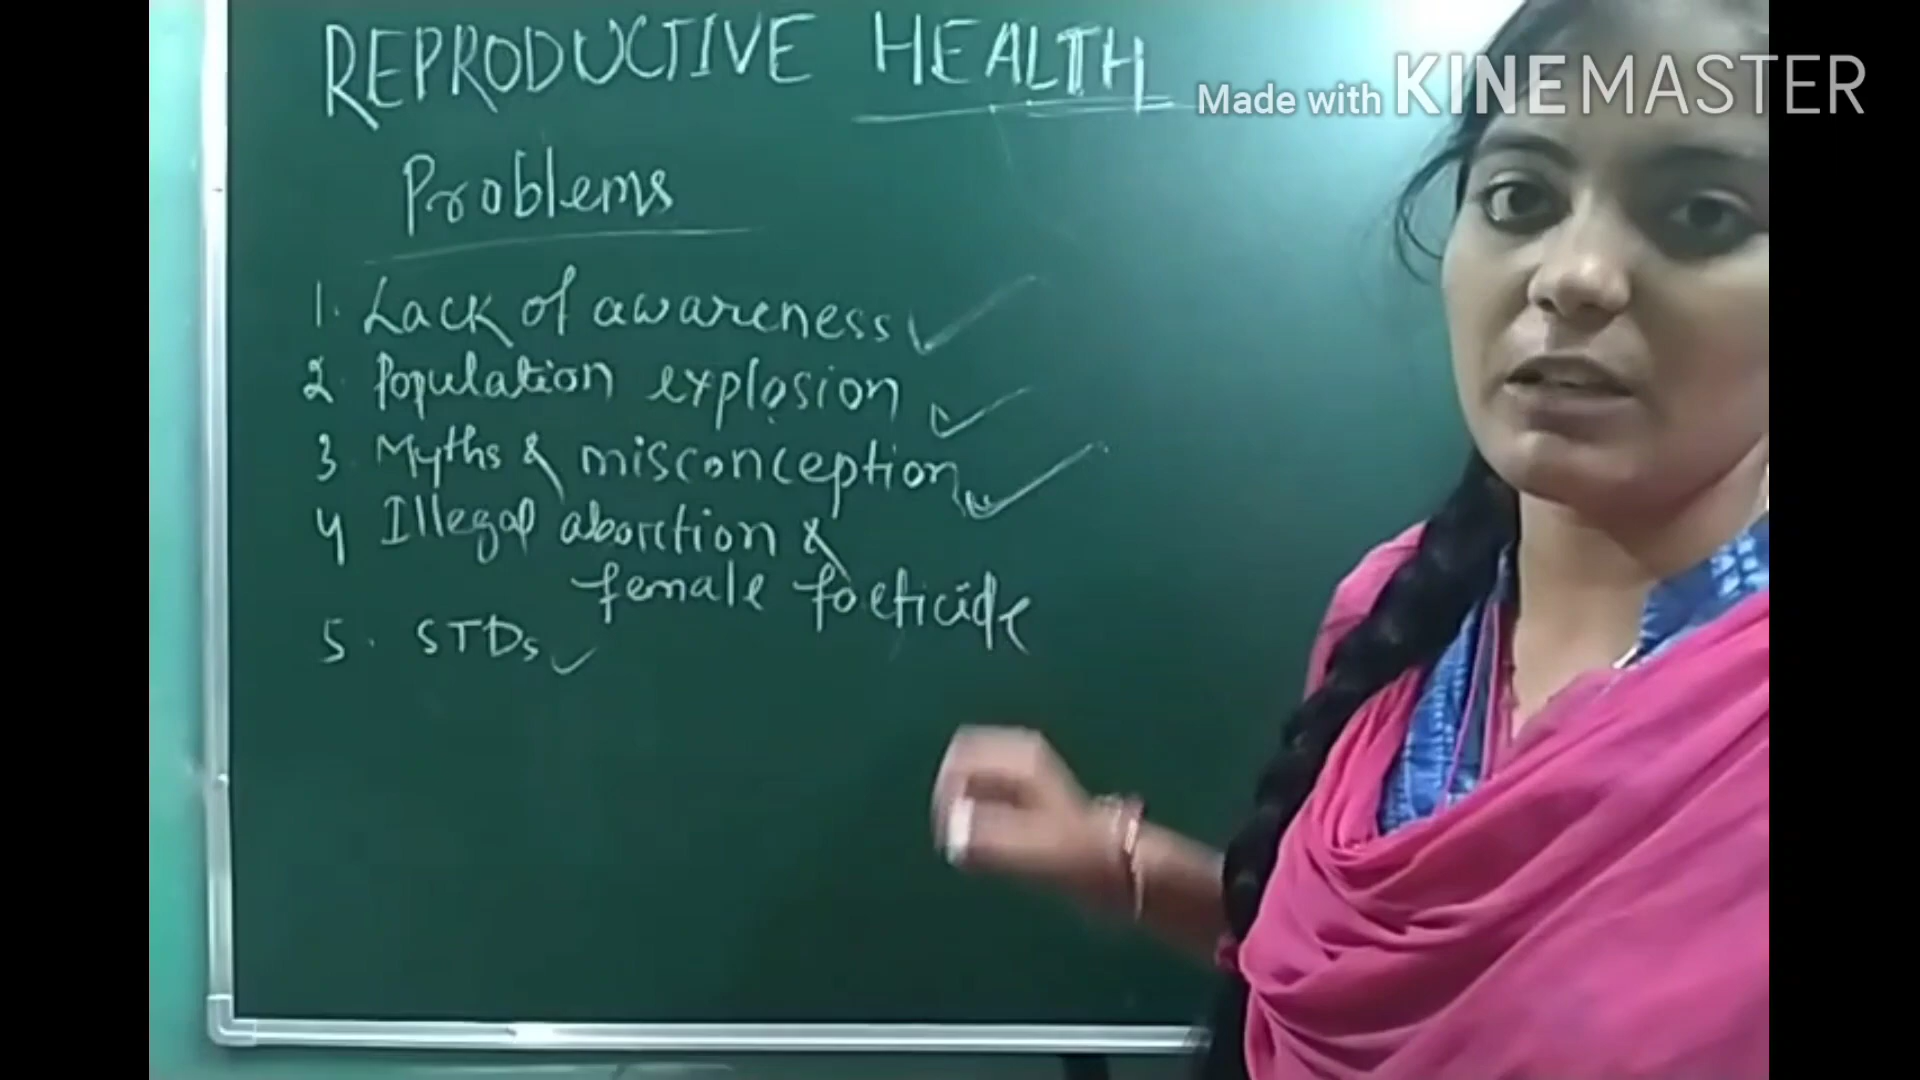 REPRODUCTIVE HEALTH
Made with KINEMASTER
Problems
1. Lack of awareness
2. Population explosion
3. Myths & misconception
4 Illegal abortion &
female foeticide
5. STDs